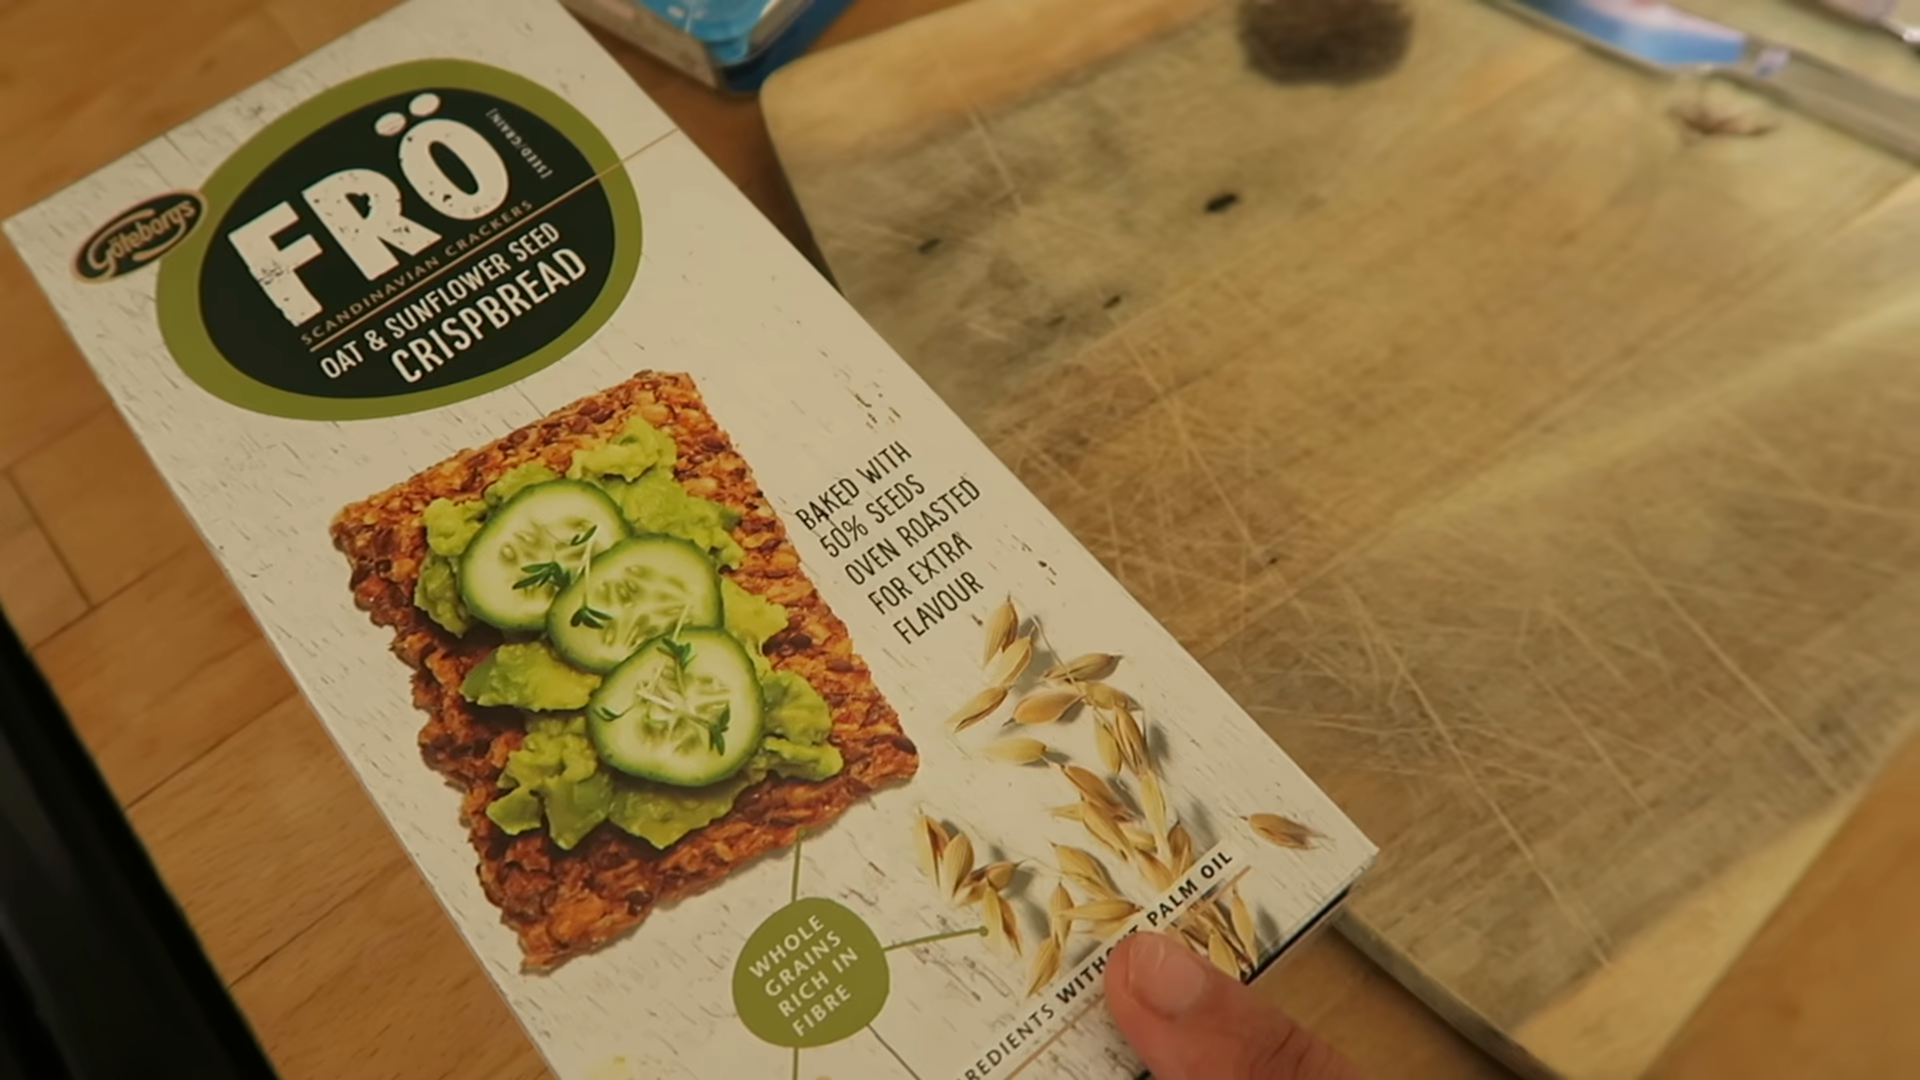 Göteborgs
FRÖ
[SEED/GRAIN]
SCANDINAVIAN CRACKERS
OAT & SUNFLOWER SEED
CRISPBREAD
BAKED WITH
50% SEEDS
OVEN ROASTED
FOR EXTRA
FLAVOUR
WHOLE
GRAINS
RICH IN
FIBRE
REDIENTS WITHOUT PALM OIL